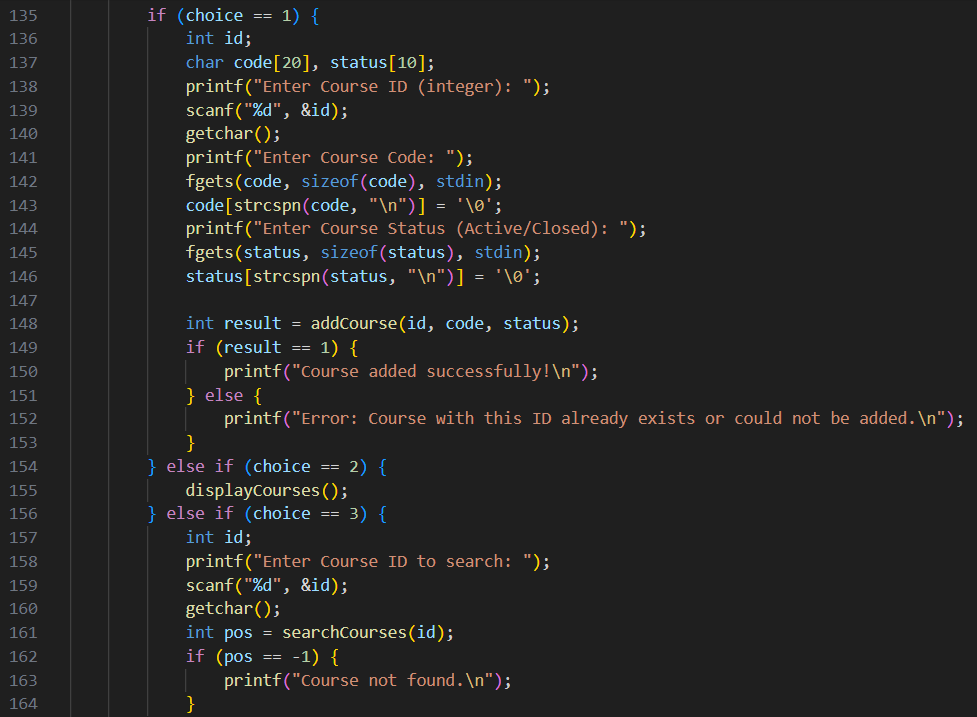 135 if (choice == 1) {
136 int id;
137 char code[20], status[10];
138 printf("Enter Course ID (integer): ");
139 scanf("%d", &id);
140 getchar();
141 printf("Enter Course Code: ");
142 fgets(code, sizeof(code), stdin);
143 code[strcspn(code, "\n")] = '\0';
144 printf("Enter Course Status (Active/Closed): ");
145 fgets(status, sizeof(status), stdin);
146 status[strcspn(status, "\n")] = '\0';
147
148 int result = addCourse(id, code, status);
149 if (result == 1) {
150 printf("Course added successfully!\n");
151 } else {
152 printf("Error: Course with this ID already exists or could not be added.\n");
153 }
154 } else if (choice == 2) {
155 displayCourses();
156 } else if (choice == 3) {
157 int id;
158 printf("Enter Course ID to search: ");
159 scanf("%d", &id);
160 getchar();
161 int pos = searchCourses(id);
162 if (pos == -1) {
163 printf("Course not found.\n");
164 }